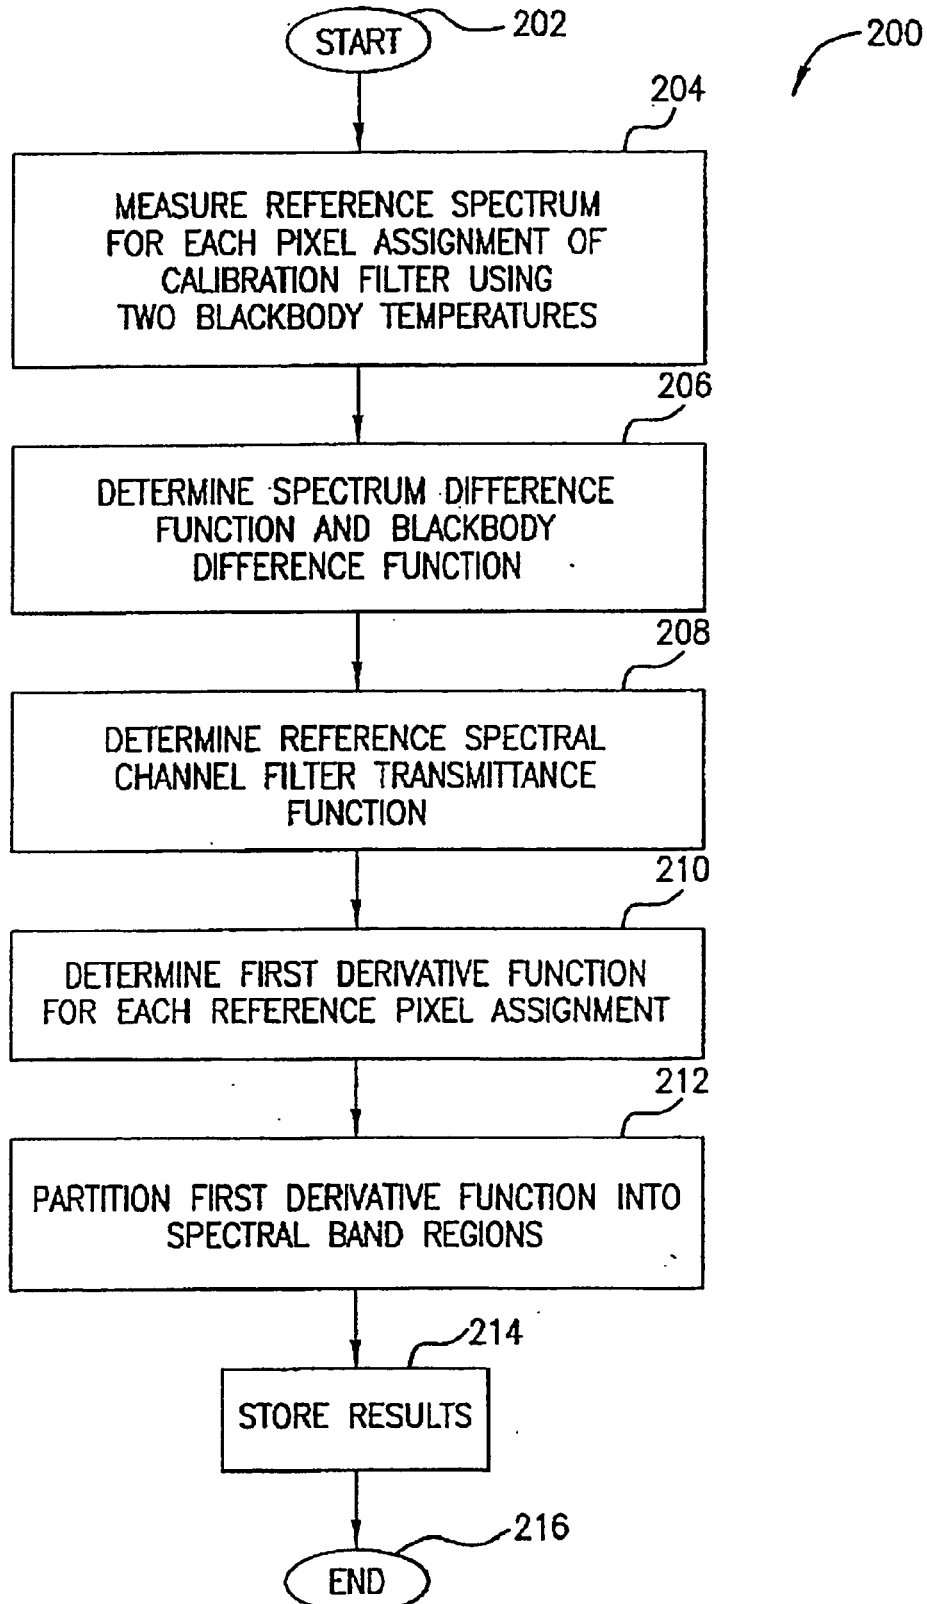 START
202
200
204
MEASURE REFERENCE SPECTRUM
FOR EACH PIXEL ASSIGNMENT OF
CALIBRATION FILTER USING
TWO BLACKBODY TEMPERATURES
206
DETERMINE SPECTRUM DIFFERENCE
FUNCTION AND BLACKBODY
DIFFERENCE FUNCTION
208
DETERMINE REFERENCE SPECTRAL
CHANNEL FILTER TRANSMITTANCE
FUNCTION
210
DETERMINE FIRST DERIVATIVE FUNCTION
FOR EACH REFERENCE PIXEL ASSIGNMENT
212
PARTITION FIRST DERIVATIVE FUNCTION INTO
SPECTRAL BAND REGIONS
214
STORE RESULTS
216
END